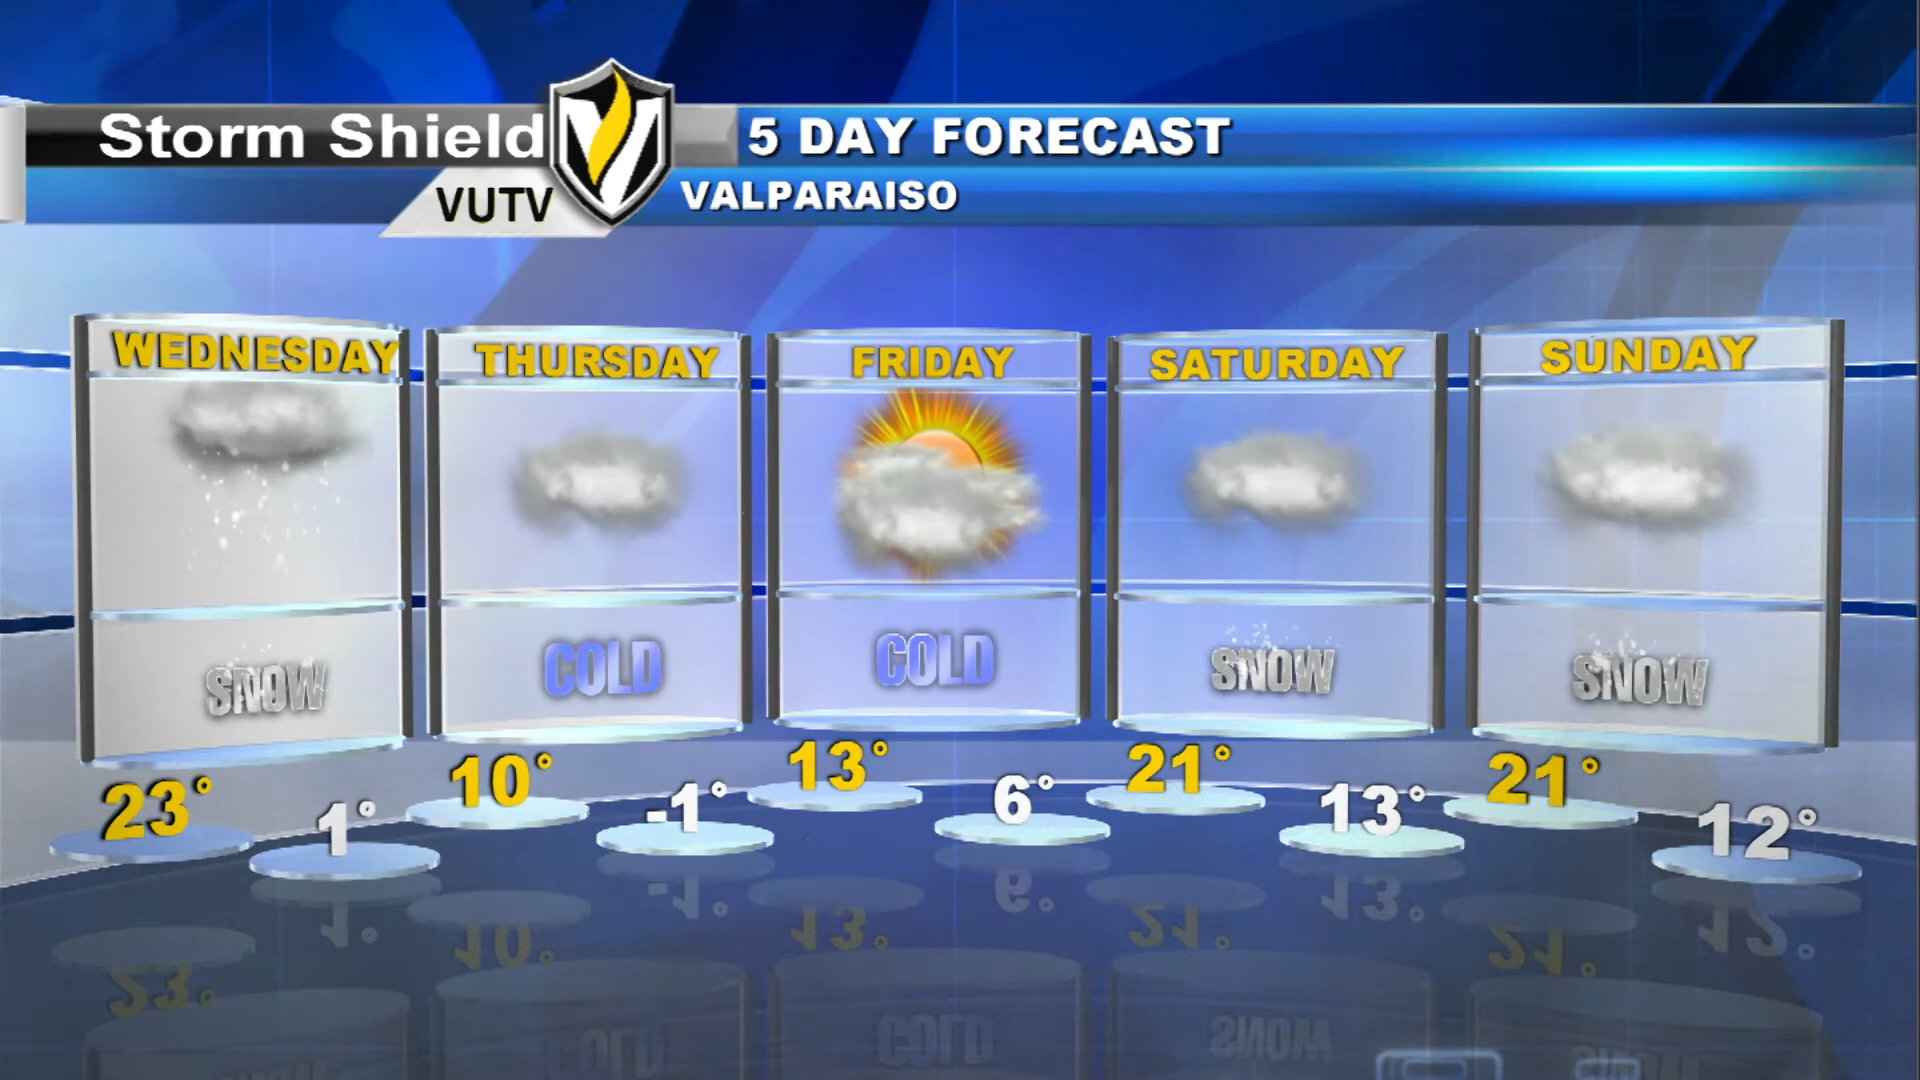 Storm Shield
VUTV
5 DAY FORECAST
VALPARAISO
WEDNESDAY
THURSDAY
FRIDAY
SATURDAY
SUNDAY
SNOW
COLD
COLD
SNOW
SNOW
23°
1°
10°
-1°
13°
6°
21°
13°
21°
12°